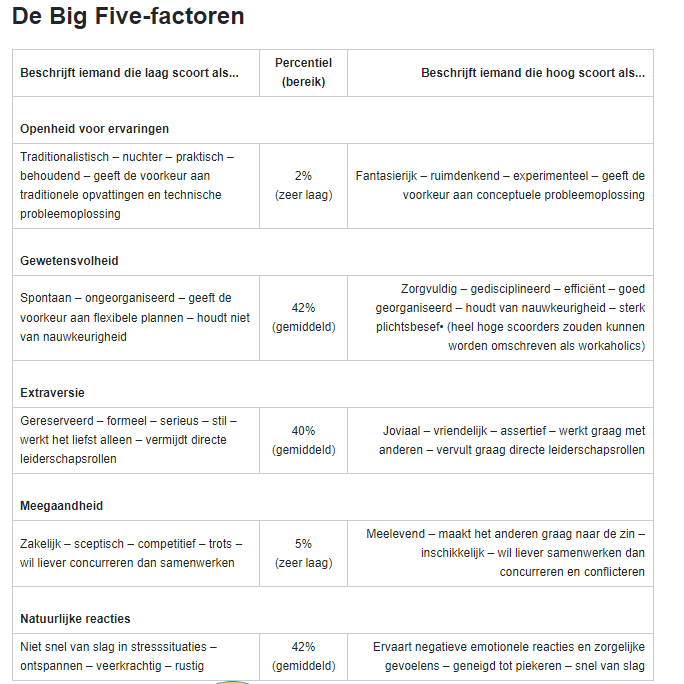 De Big Five-factoren
Beschrijft iemand die laag scoort als...
Percentiel
(bereik)
Beschrijft iemand die hoog scoort als...
Openheid voor ervaringen
Traditionalistisch – nuchter – praktisch –
behoudend – geeft de voorkeur aan
traditionele opvattingen en technische
probleemoplossing
2%
(zeer laag)
Fantasierijk – ruimdenkend – experimenteel – geeft de
voorkeur aan conceptuele probleemoplossing
Gewetensvolheid
Spontaan – ongeorganiseerd – geeft de
voorkeur aan flexibele plannen – houdt niet
van nauwkeurigheid
42%
(gemiddeld)
Zorgvuldig – gedisciplineerd – efficiënt – goed
georganiseerd – houdt van nauwkeurigheid – sterk
plichtsbesef• (heel hoge scoorders zouden kunnen
worden omschreven als workaholics)
Extraversie
Gereserveerd – formeel – serieus – stil –
werkt het liefst alleen – vermijdt directe
leiderschapsrollen
40%
(gemiddeld)
Joviaal – vriendelijk – assertief – werkt graag met
anderen – vervult graag directe leiderschapsrollen
Meegaandheid
Zakelijk – sceptisch – competitief – trots –
wil liever concurreren dan samenwerken
5%
(zeer laag)
Meelevend – maakt het anderen graag naar de zin –
inschikkelijk – wil liever samenwerken dan
concurreren en conflicteren
Natuurlijke reacties
Niet snel van slag in stresssituaties –
ontspannen – veerkrachtig – rustig
42%
(gemiddeld)
Ervaart negatieve emotionele reacties en zorgelijke
gevoelens – geneigd tot piekeren – snel van slag